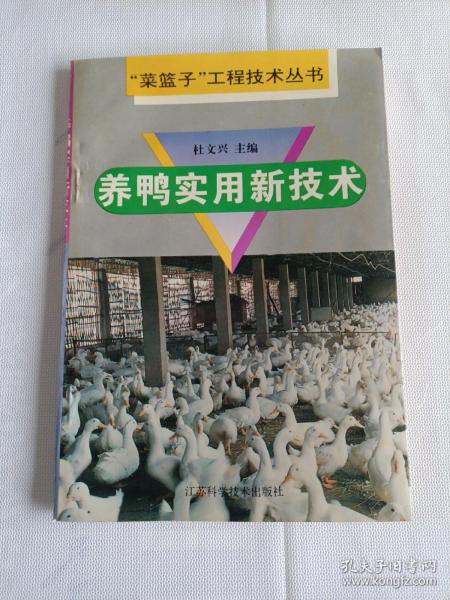 “菜篮子”工程技术丛书
杜文兴 主编
养鸭实用新技术
江苏科学技术出版社
孔夫子旧书网
www.kongfz.com